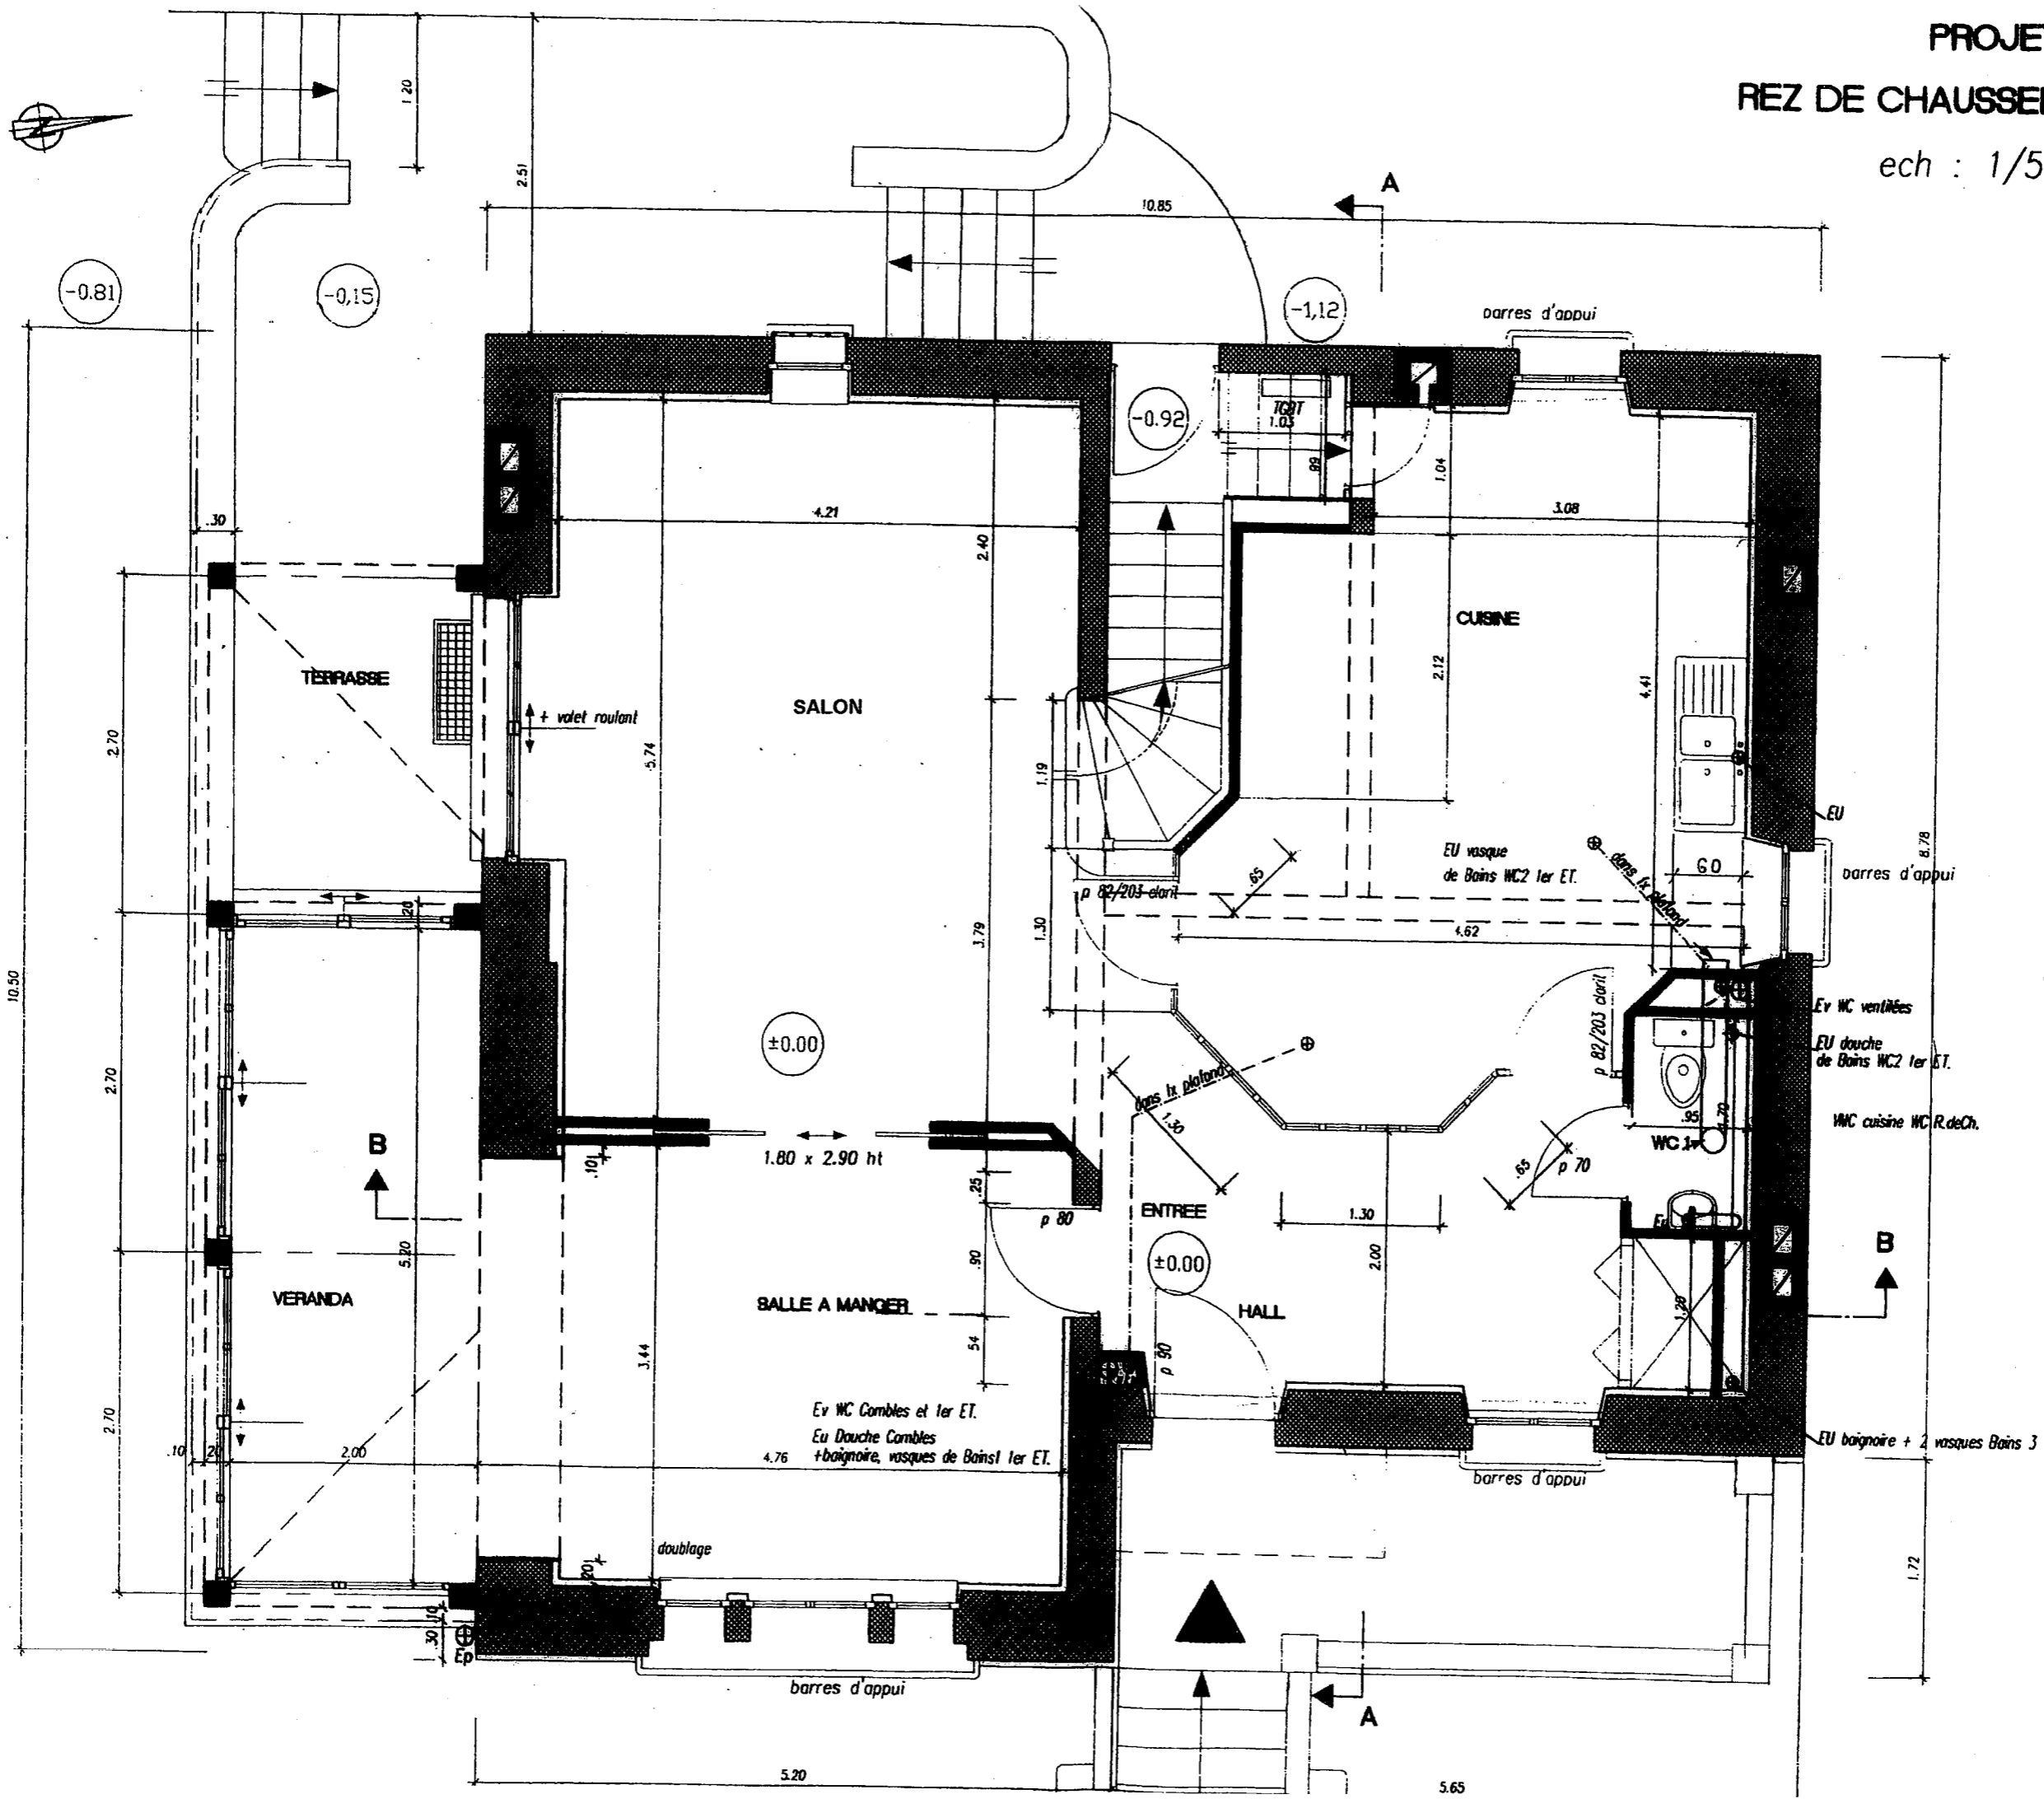 PROJE
REZ DE CHAUSSE
ech : 1/5
1.20
2.51
10.85
A
-0.81
-0,15
-1,12
barres d'appui
-0.92
TGBT
1.03
.30
4.21
2.40
1.04
3.08
CUISINE
TERRASSE
SALON
2.12
4.41
2.70
+ volet roulant
5.74
1.19
EU
8.78
EU vasque
de Bains WC2 1er ET.
.65
60
barres d'appui
dans fx plafond
p 82/203 clarit
.20
1.30
3.79
4.62
10.50
p 82/203 clarit
Ev WC ventilées
EU douche
de Bains WC2 1er ET.
±0.00
2.70
dans fx plafond
1.30
.95
1.70
VMC cuisine WC R.deCh.
B
1.80 x 2.90 ht
.10
WC 1
.65
p 70
.25
p 80
ENTREE
1.30
Eu
5.20
.90
±0.00
2.00
B
VERANDA
SALLE A MANGER
HALL
1.20
54
3.44
p 90
2.70
Ev WC Combles et 1er ET.
Eu Douche Combles
+baignoire, vasques de Bains1 1er ET.
.10
.20
2.00
4.76
EU baignoire + 2 vasques Bains 3
barres d'appui
doublage
.20
1.72
.10
.30
Ep
barres d'appui
A
5.20
5.65